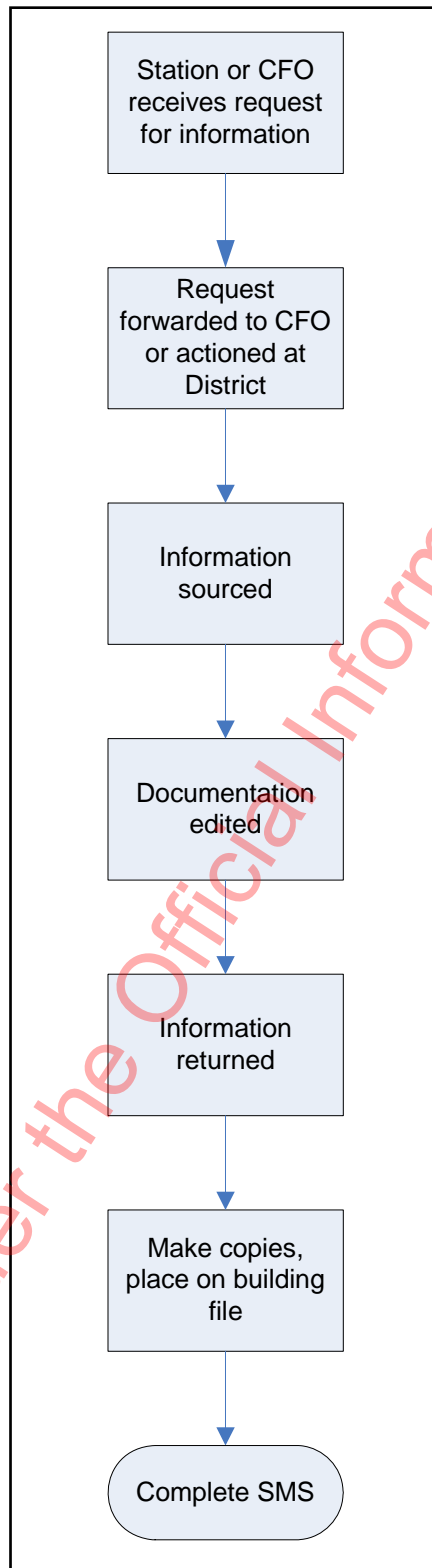 Station or CFO
receives request
for information
Request
forwarded to CFO
or actioned at
District
Information
sourced
Documentation
edited
Information
returned
Make copies,
place on building
file
Complete SMS
the Official